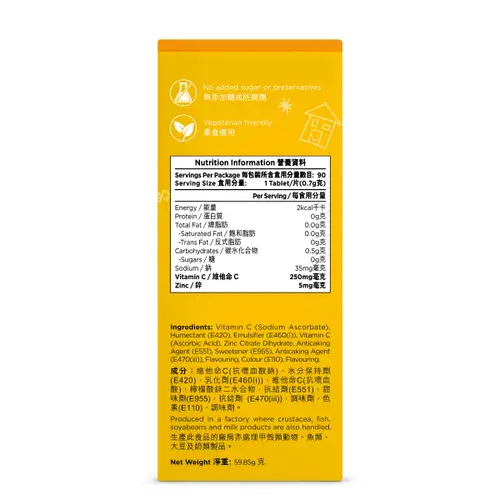 No added sugar or preservatives
無添加糖或防腐劑
Vegetarian friendly
素食適用
Nutrition Information 營養資料
Servings Per Package 每包裝所含食用分量數目: 90
Serving Size 食用分量: 1 Tablet/片(0.7g克)
Per Serving / 每食用分量
Energy / 能量 2kcal千卡
Protein / 蛋白質 0g克
Total Fat / 總脂肪 0.0g克
-Saturated Fat / 飽和脂肪 0.0g克
-Trans Fat / 反式脂肪 0g克
Carbohydrates / 碳水化合物 0.5g克
-Sugars / 糖 0g克
Sodium / 鈉 35mg毫克
Vitamin C / 維他命 C 250mg毫克
Zinc / 鋅 5mg毫克
Ingredients: Vitamin C (Sodium Ascorbate),
Humectant (E420), Emulsifier (E460(i)), Vitamin C
(Ascorbic Acid), Zinc Citrate Dihydrate, Anticaking
Agent (E551), Sweetener (E955), Anticaking Agent
(E470(iii)), Flavouring, Colour (E110), Flavouring.
成分：維他命C(抗壞血酸鈉)，水分保持劑
(E420)，乳化劑(E460(i))，維他命C(抗壞血
酸)，檸檬酸鋅二水合物，抗結劑(E551)，甜
味劑(E955)，抗結劑 (E470(iii))，調味劑，色
素(E110)，調味劑。
Produced in a factory where crustacea, fish,
soyabeans and milk products are also handled.
生產此食品的廠房亦處理甲殼類動物、魚類、
大豆及奶類製品。
Net Weight 淨重: 59.85g 克